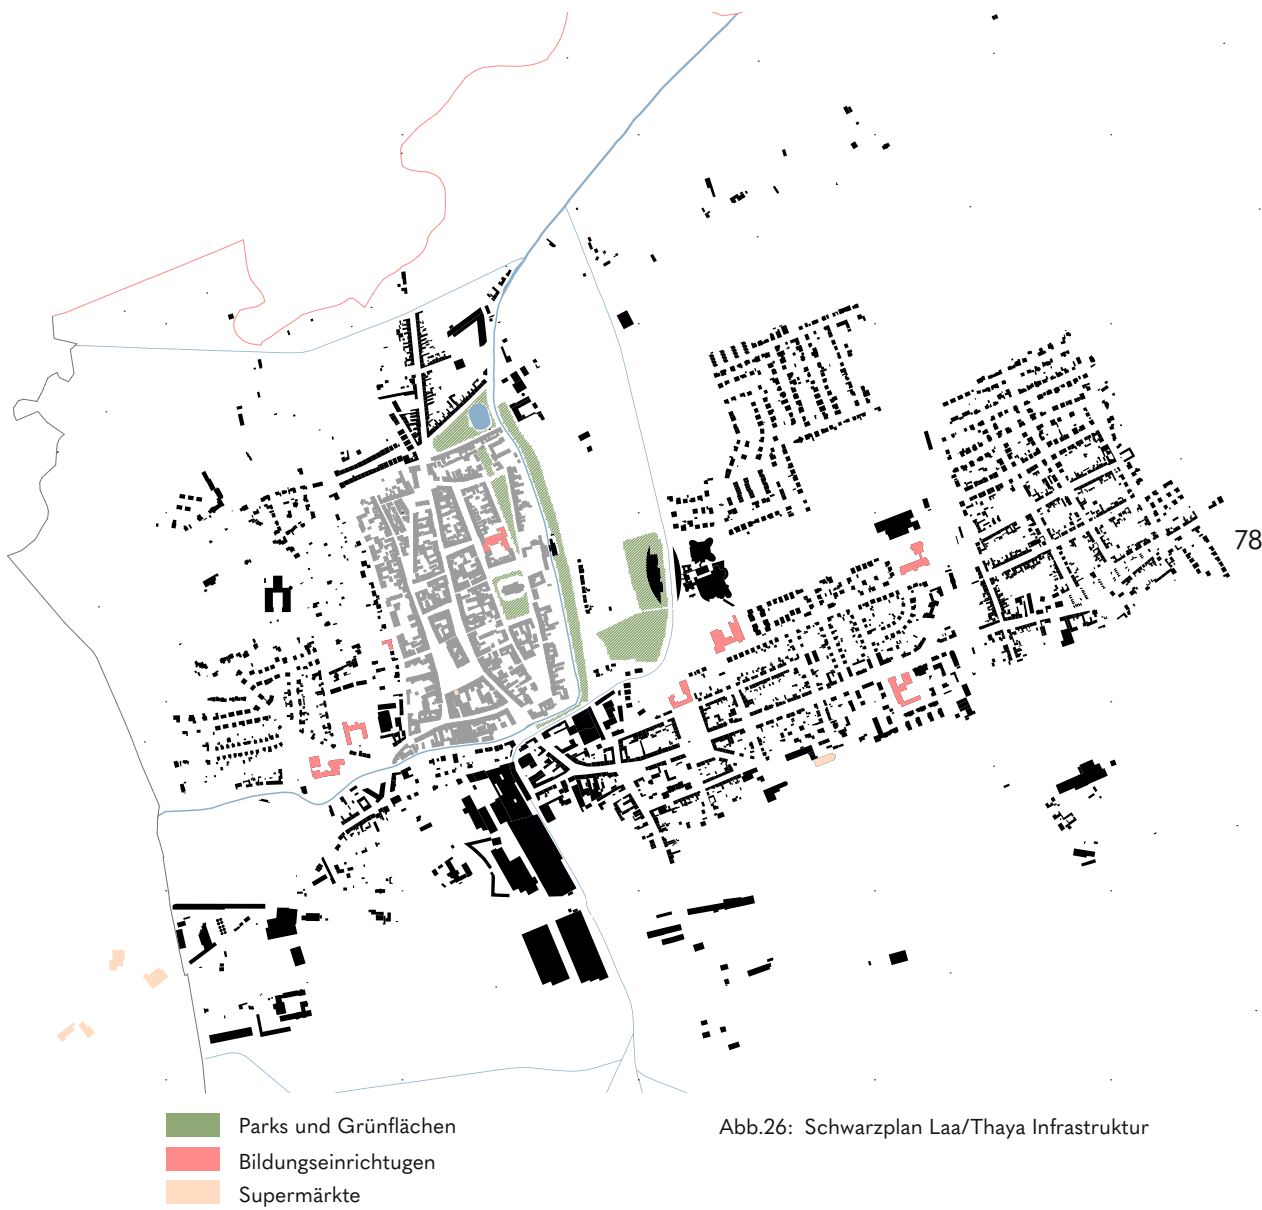 78
Parks und Grünflächen
Bildungseinrichtugen
Supermärkte
Abb.26: Schwarzplan Laa/Thaya Infrastruktur